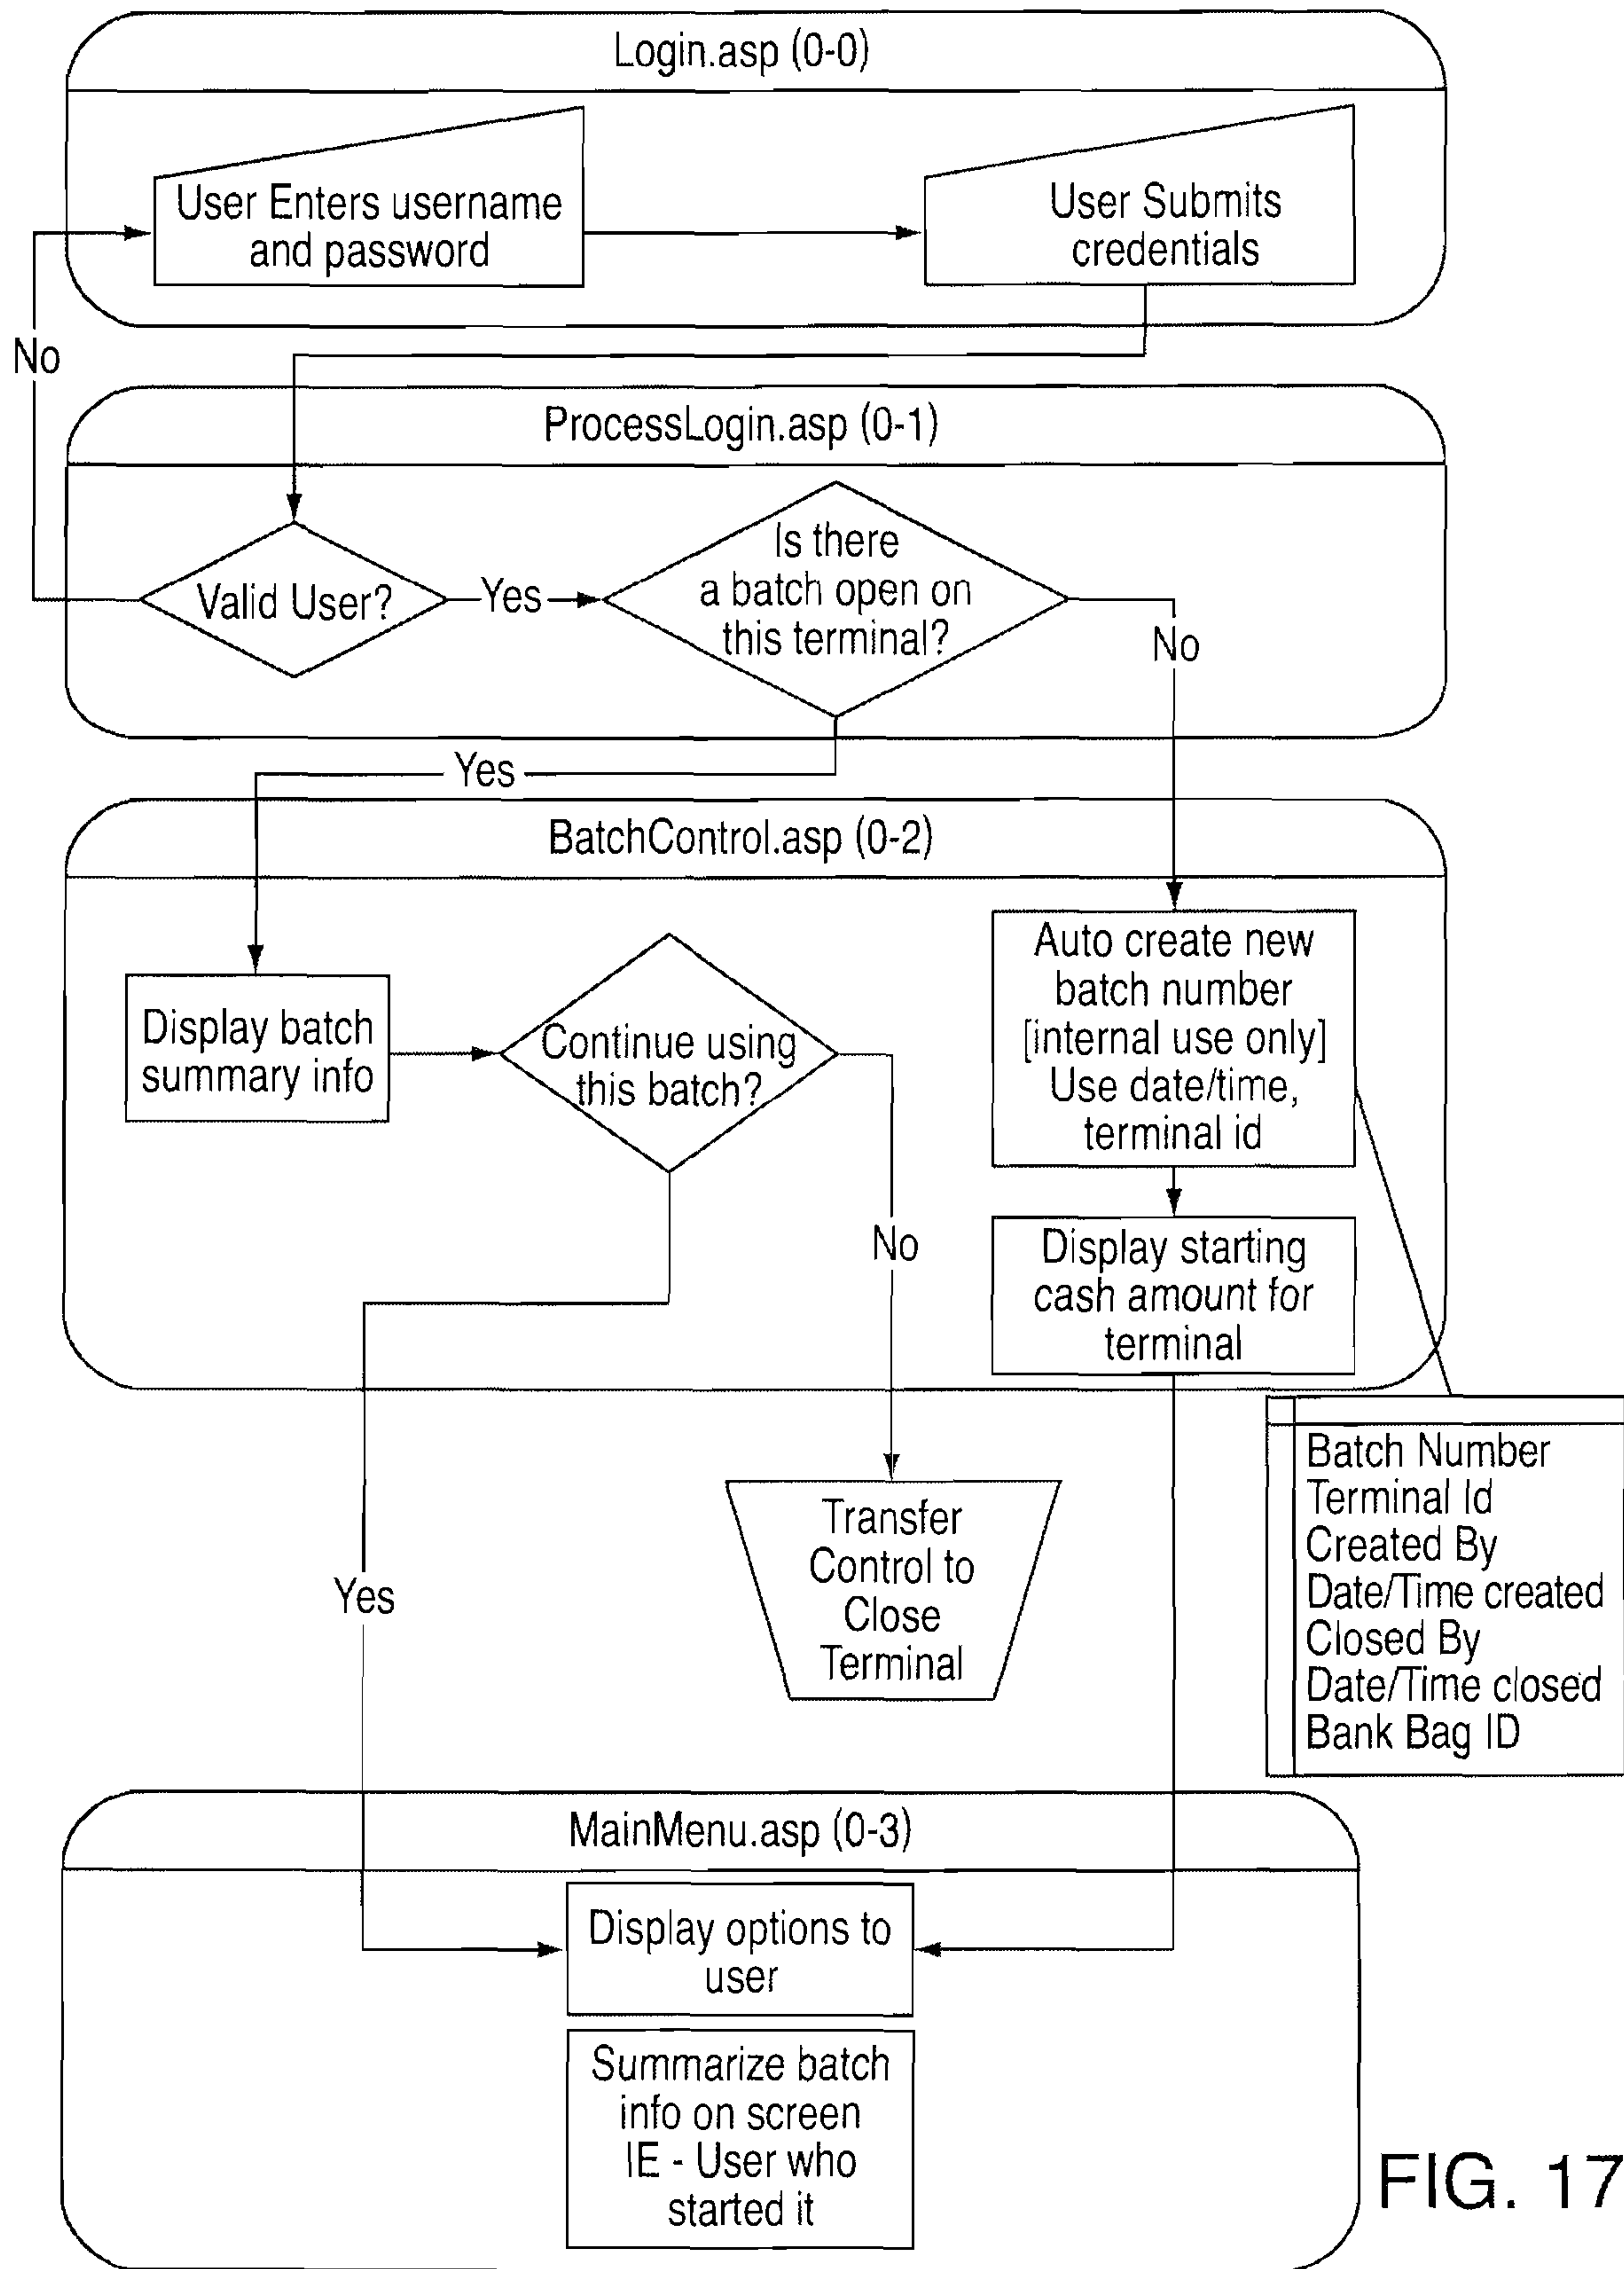 Login.asp (0-0)
User Enters username
and password
User Submits
credentials
No
ProcessLogin.asp (0-1)
Valid User?
Yes
Is there
a batch open on
this terminal?
No
Yes
BatchControl.asp (0-2)
Display batch
summary info
Continue using
this batch?
Auto create new
batch number
[internal use only]
Use date/time,
terminal id
No
Display starting
cash amount for
terminal
Yes
Transfer
Control to
Close
Terminal
Batch Number
Terminal Id
Created By
Date/Time created
Closed By
Date/Time closed
Bank Bag ID
MainMenu.asp (0-3)
Display options to
user
Summarize batch
info on screen
IE - User who
started it
FIG. 17